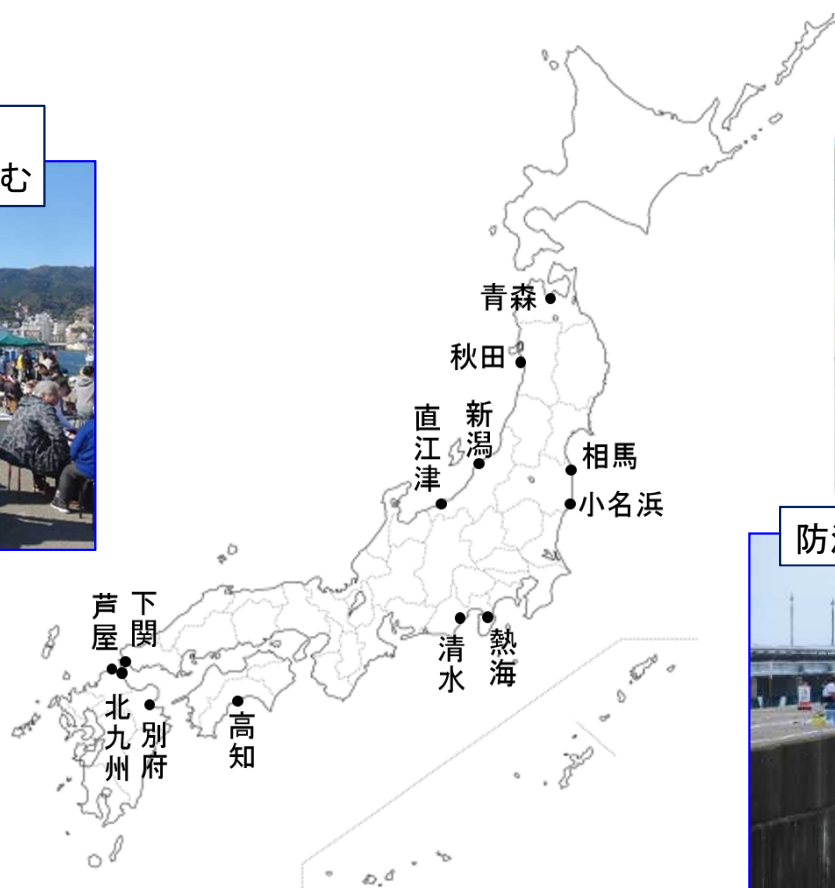 む
青森
秋田
新潟
直江津
相馬
小名浜
下関
芦屋
清水
熱海
北九州
別府
高知
防